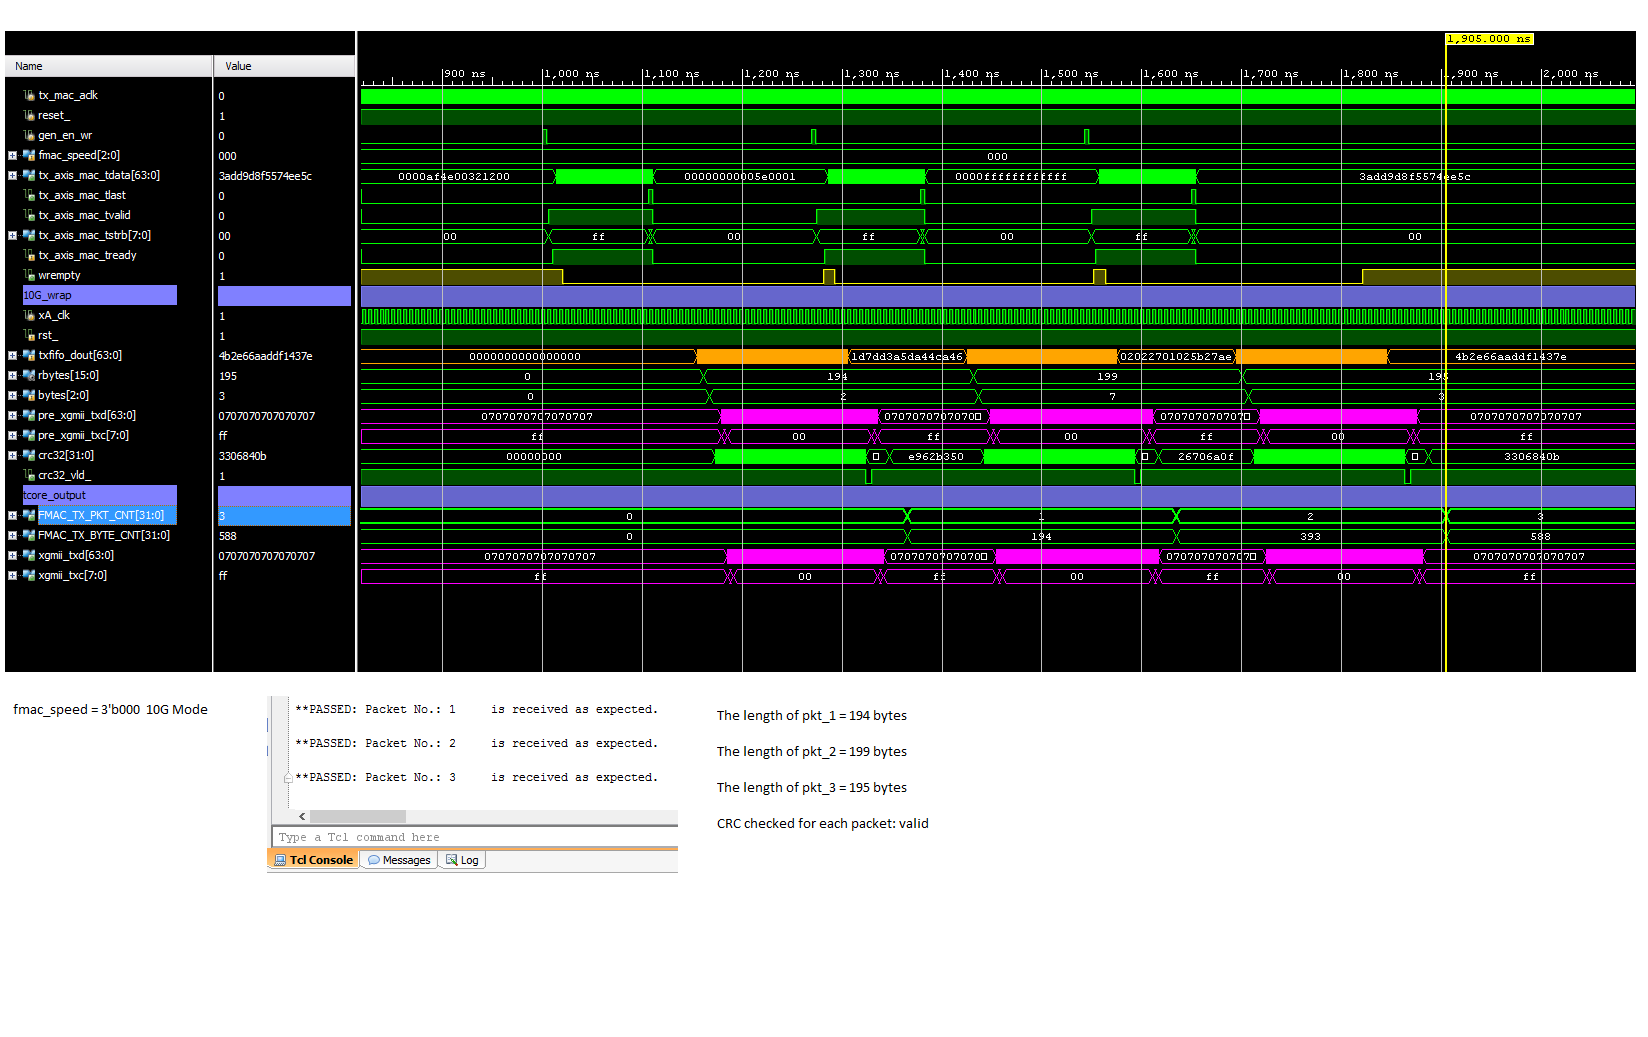 1,905.000 ns
Name Value
900 ns 1,000 ns 1,100 ns 1,200 ns 1,300 ns 1,400 ns 1,500 ns 1,600 ns 1,700 ns 1,800 ns 1,900 ns 2,000 ns
tx_mac_aclk 0
reset_ 1
gen_en_wr 0
fmac_speed[2:0] 000 000
tx_axis_mac_tdata[63:0] 3add9d8f5574ee5c 0000af4e00321200 00000000005e0001 0000ffffffffffff 3add9d8f5574ee5c
tx_axis_mac_tlast 0
tx_axis_mac_tvalid 0
tx_axis_mac_tstrb[7:0] 00 00 ff 00 ff 00 ff 00
tx_axis_mac_tready 0
wrempty 1
10G_wrap
xA_clk 1
rst_ 1
txfifo_dout[63:0] 4b2e66aaddf1437e 0000000000000000 1d7dd3a5da44ca46 02022701025b27ae 4b2e66aaddf1437e
rbytes[15:0] 195 0 194 199 195
bytes[2:0] 3 0 2 7 3
pre_xgmii_txd[63:0] 0707070707070707 0707070707070707 0707070707070 070707070707 0707070707070707
pre_xgmii_txc[7:0] ff ff 00 ff 00 ff 00 ff
crc32[31:0] 3306840b 00000000 e962b350 26706a0f 3306840b
crc32_vld_ 1
tcore_output
FMAC_TX_PKT_CNT[31:0] 3 0 1 2 3
FMAC_TX_BYTE_CNT[31:0] 588 0 194 393 588
xgmii_txd[63:0] 0707070707070707 0707070707070707 0707070707070 070707070707 0707070707070707
xgmii_txc[7:0] ff ff 00 ff 00 ff 00 ff
fmac_speed = 3'b000 10G Mode
**PASSED: Packet No.: 1 is received as expected.
**PASSED: Packet No.: 2 is received as expected.
**PASSED: Packet No.: 3 is received as expected.
Type a Tcl command here
Tcl Console Messages Log
The length of pkt_1 = 194 bytes
The length of pkt_2 = 199 bytes
The length of pkt_3 = 195 bytes
CRC checked for each packet: valid